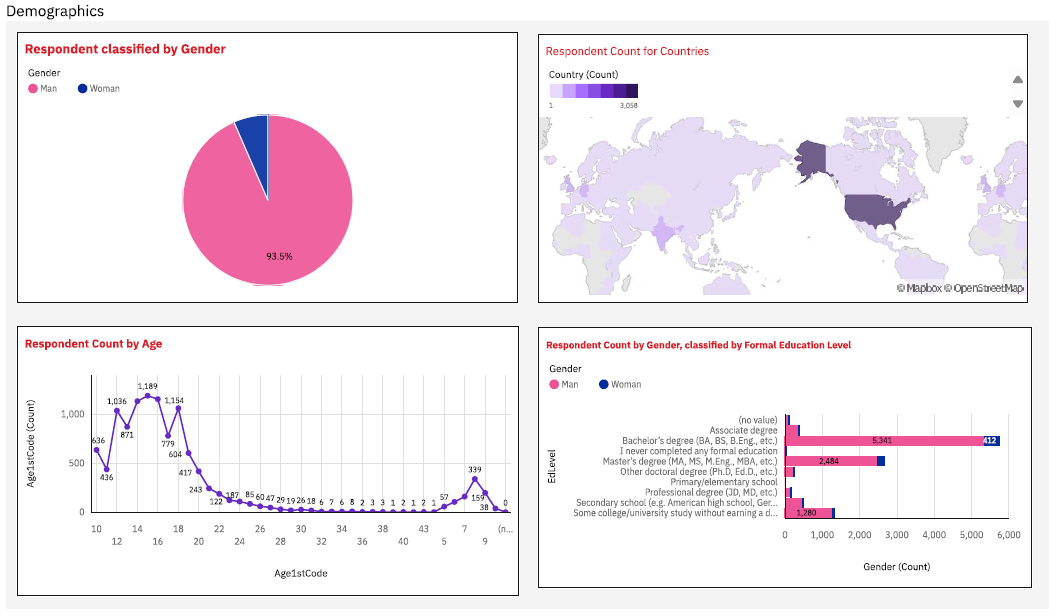 Demographics
Respondent classified by Gender
Gender
Man Woman
93.5%
Respondent Count for Countries
Country (Count)
1 3,058
© Mapbox © OpenStreetMap
Respondent Count by Age
Age1stCode (Count)
1,000
500
0
636
436
1,036
871
1,189
779
1,154
604
417
243
122
187
85
60
47
29
19
26
18
6
7
6
8
2
3
3
1
2
1
2
1
57
339
159
38
0
10 14 18 22 26 30 34 38 43 7 (n...
12 16 20 24 28 32 36 40 5 9
Age1stCode
Respondent Count by Gender, classified by Formal Education Level
Gender
Man Woman
EdLevel
(no value)
Associate degree
Bachelor's degree (BA, BS, B.Eng., etc.) 5,341 412
I never completed any formal education
Master's degree (MA, MS, M.Eng., MBA, etc.) 2,484
Other doctoral degree (Ph.D, Ed.D., etc.)
Primary/elementary school
Professional degree (JD, MD, etc.)
Secondary school (e.g. American high school, Ger...
Some college/university study without earning a d... 1,280
0 1,000 2,000 3,000 4,000 5,000 6,000
Gender (Count)